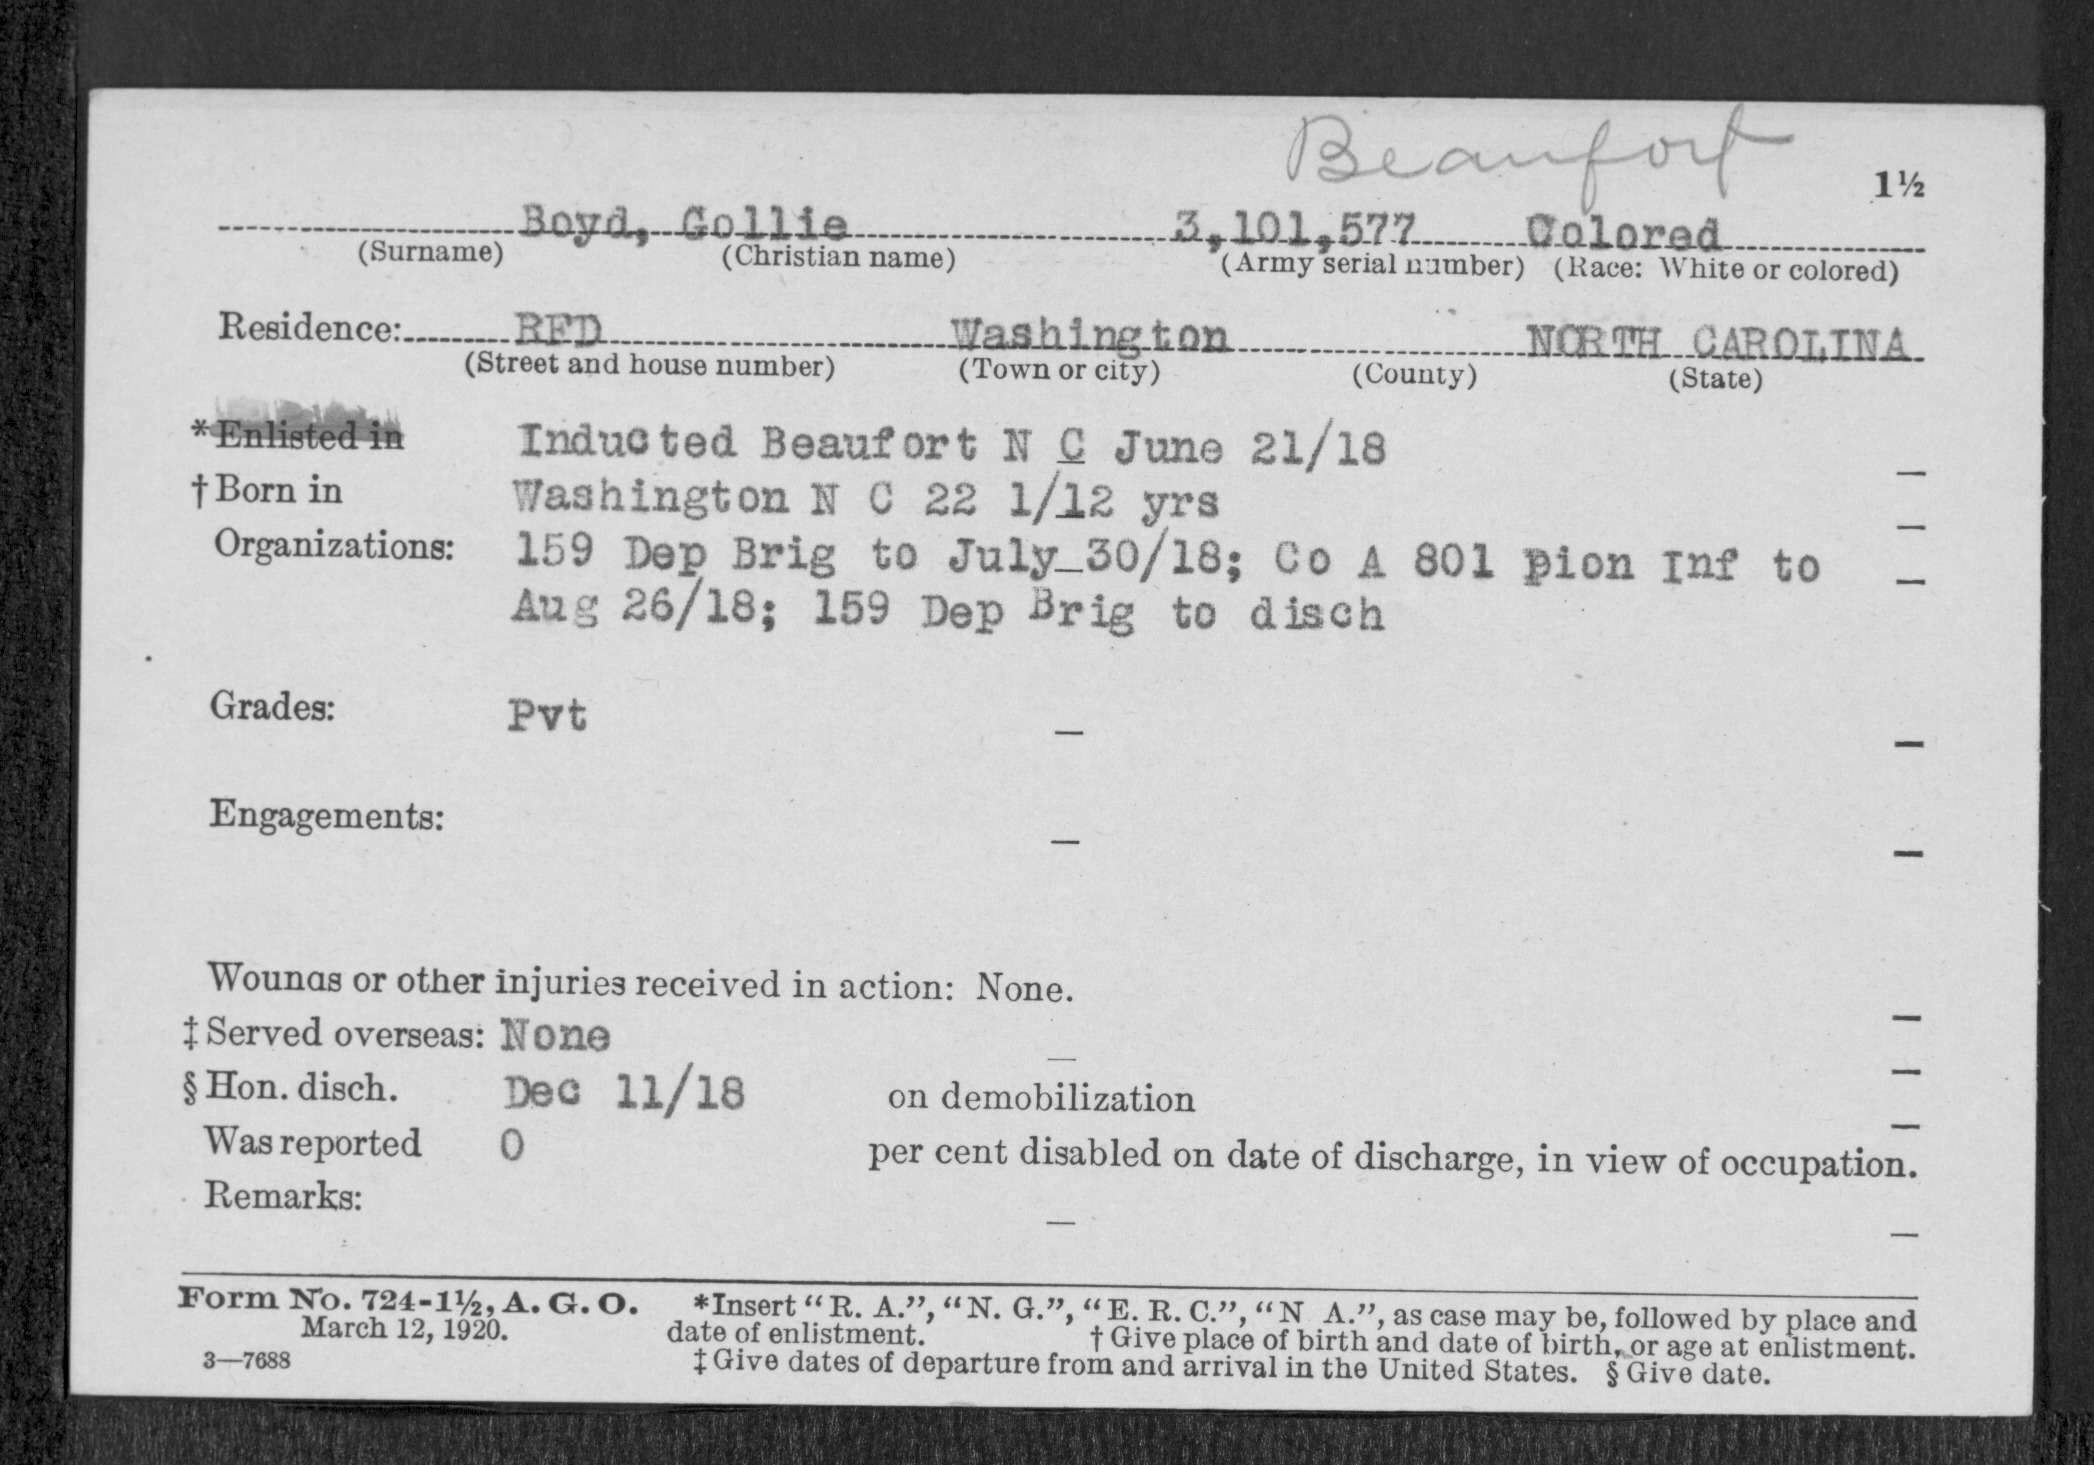 Beaufort
1½
Boyd, Gollie 3,101,577 Colored
(Surname) (Christian name) (Army serial number) (Race: White or colored)
Residence: RFD Washington NORTH CAROLINA
(Street and house number) (Town or city) (County) (State)
*Enlisted in Inducted Beaufort N C June 21/18
†Born in Washington N C 22 1/12 yrs
Organizations: 159 Dep Brig to July 30/18; Co A 801 pion Inf to
Aug 26/18; 159 Dep Brig to disch
Grades: Pvt
Engagements:
Wounds or other injuries received in action: None.
‡Served overseas: None
§Hon. disch. Dec 11/18 on demobilization
Was reported 0 per cent disabled on date of discharge, in view of occupation.
Remarks:
Form No. 724-1½, A. G. O. *Insert "R. A.", "N. G.", "E. R. C.", "N A.", as case may be, followed by place and
March 12, 1920. date of enlistment. †Give place of birth and date of birth, or age at enlistment.
3—7688 ‡Give dates of departure from and arrival in the United States. §Give date.